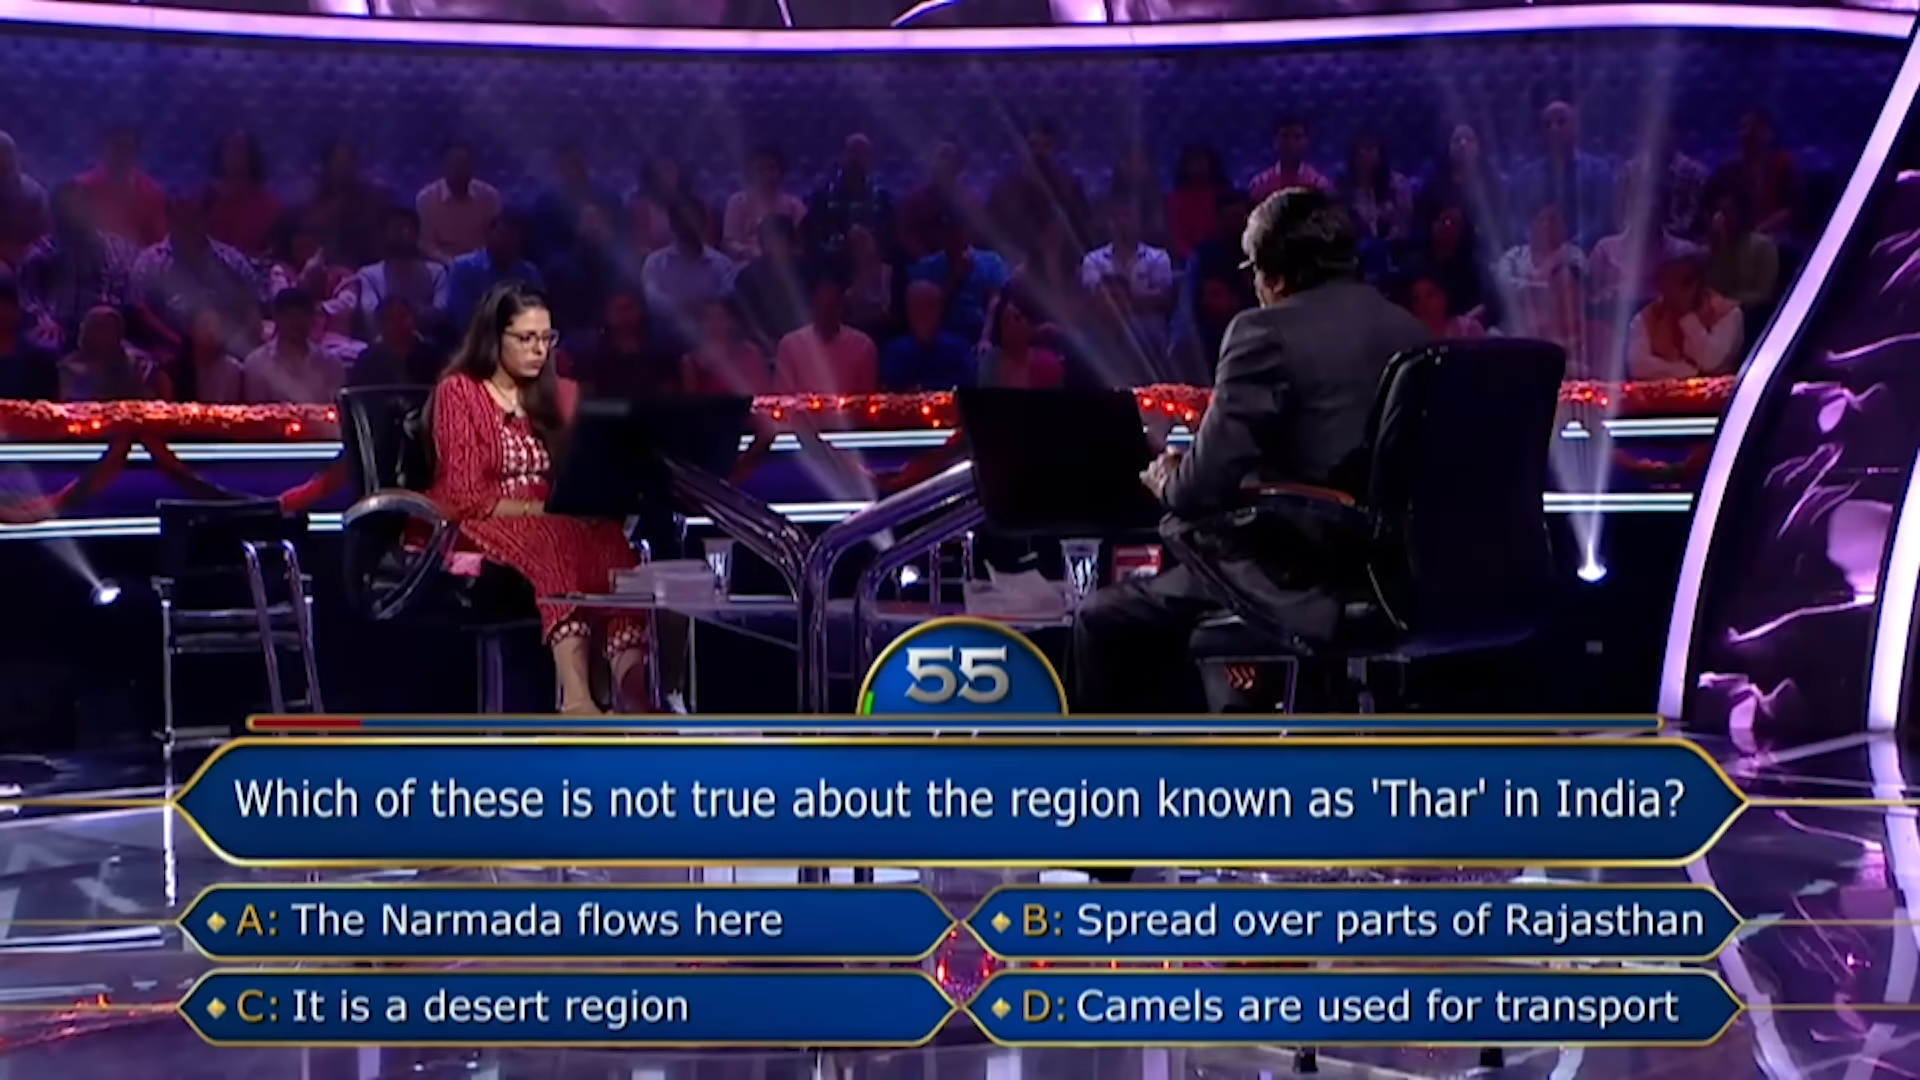 55
Which of these is not true about the region known as 'Thar' in India?
A: The Narmada flows here
B: Spread over parts of Rajasthan
C: It is a desert region
D: Camels are used for transport